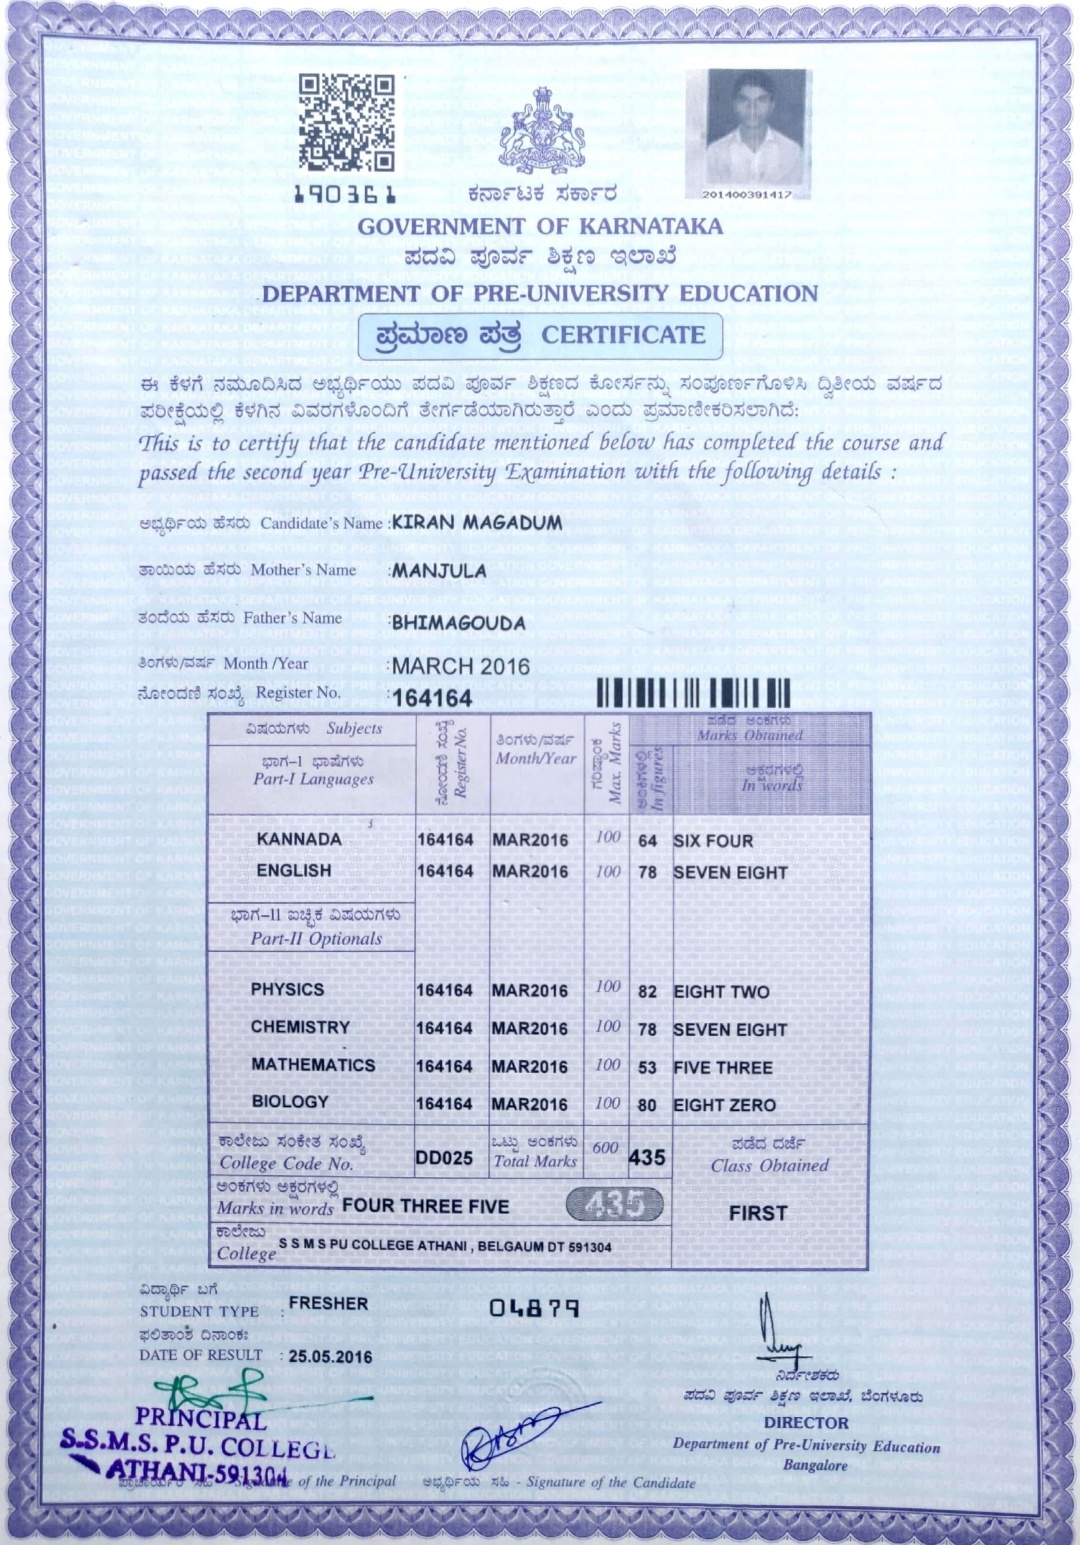 190361
201400391417
ಕರ್ನಾಟಕ ಸರ್ಕಾರ
GOVERNMENT OF KARNATAKA
ಪದವಿ ಪೂರ್ವ ಶಿಕ್ಷಣ ಇಲಾಖೆ
DEPARTMENT OF PRE-UNIVERSITY EDUCATION
ಪ್ರಮಾಣ ಪತ್ರ CERTIFICATE
ಈ ಕೆಳಗೆ ನಮೂದಿಸಿದ ಅಭ್ಯರ್ಥಿಯು ಪದವಿ ಪೂರ್ವ ಶಿಕ್ಷಣದ ಕೋರ್ಸನ್ನು ಸಂಪೂರ್ಣಗೊಳಿಸಿ ದ್ವಿತೀಯ ವರ್ಷದ
ಪರೀಕ್ಷೆಯಲ್ಲಿ ಕೆಳಗಿನ ವಿವರಗಳೊಂದಿಗೆ ತೇರ್ಗಡೆಯಾಗಿರುತ್ತಾರೆ ಎಂದು ಪ್ರಮಾಣೀಕರಿಸಲಾಗಿದೆ:
This is to certify that the candidate mentioned below has completed the course and
passed the second year Pre-University Examination with the following details :
ಅಭ್ಯರ್ಥಿಯ ಹೆಸರು Candidate's Name : KIRAN MAGADUM
ತಾಯಿಯ ಹೆಸರು Mother's Name : MANJULA
ತಂದೆಯ ಹೆಸರು Father's Name : BHIMAGOUDA
ತಿಂಗಳು/ವರ್ಷ Month /Year : MARCH 2016
ನೋಂದಣಿ ಸಂಖ್ಯೆ Register No. : 164164
ವಿಷಯಗಳು Subjects
ಭಾಗ-1 ಭಾಷೆಗಳು
Part-I Languages
ನೋಂದಣಿ ಸಂಖ್ಯೆ
Register No.
ತಿಂಗಳು/ವರ್ಷ
Month/Year
ಗರಿಷ್ಠಾಂಕ
Max. Marks
ಪಡೆದ ಅಂಕಗಳು
Marks Obtained
ಅಂಕಗಳಲ್ಲಿ
In figures
ಅಕ್ಷರಗಳಲ್ಲಿ
In words
KANNADA 164164 MAR2016 100 64 SIX FOUR
ENGLISH 164164 MAR2016 100 78 SEVEN EIGHT
ಭಾಗ-11 ಐಚ್ಛಿಕ ವಿಷಯಗಳು
Part-II Optionals
PHYSICS 164164 MAR2016 100 82 EIGHT TWO
CHEMISTRY 164164 MAR2016 100 78 SEVEN EIGHT
MATHEMATICS 164164 MAR2016 100 53 FIVE THREE
BIOLOGY 164164 MAR2016 100 80 EIGHT ZERO
ಕಾಲೇಜು ಸಂಕೇತ ಸಂಖ್ಯೆ
College Code No. DD025
ಒಟ್ಟು ಅಂಕಗಳು
Total Marks 600 435
ಪಡೆದ ದರ್ಜೆ
Class Obtained
FIRST
ಅಂಕಗಳು ಅಕ್ಷರಗಳಲ್ಲಿ
Marks in words FOUR THREE FIVE 435
ಕಾಲೇಜು
College S S M S PU COLLEGE ATHANI , BELGAUM DT 591304
ವಿದ್ಯಾರ್ಥಿ ಬಗೆ
STUDENT TYPE : FRESHER
04879
ಫಲಿತಾಂಶ ದಿನಾಂಕಃ
DATE OF RESULT : 25.05.2016
PRINCIPAL
S.S.M.S. P.U. COLLEGE
ATHANI-591304
of the Principal
ಅಭ್ಯರ್ಥಿಯ ಸಹಿ - Signature of the Candidate
ನಿರ್ದೇಶಕರು
ಪದವಿ ಪೂರ್ವ ಶಿಕ್ಷಣ ಇಲಾಖೆ, ಬೆಂಗಳೂರು
DIRECTOR
Department of Pre-University Education
Bangalore